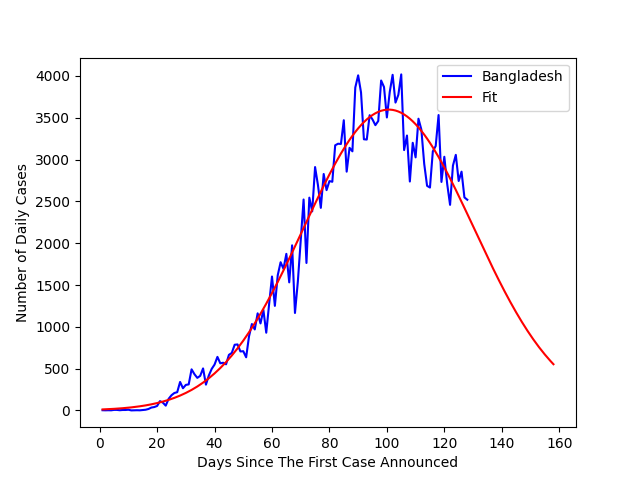 Bangladesh
Fit
4000
3500
3000
2500
2000
1500
1000
500
0
Number of Daily Cases
0 20 40 60 80 100 120 140 160
Days Since The First Case Announced